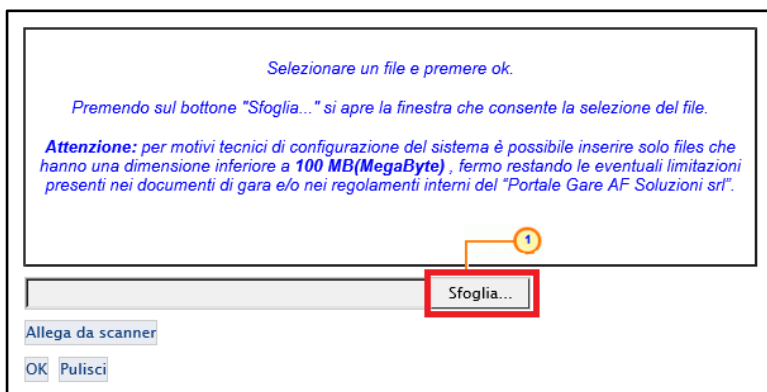 Selezionare un file e premere ok.
Premendo sul bottone "Sfoglia..." si apre la finestra che consente la selezione del file.
Attenzione: per motivi tecnici di configurazione del sistema è possibile inserire solo files che
hanno una dimensione inferiore a 100 MB(MegaByte) , fermo restando le eventuali limitazioni
presenti nei documenti di gara e/o nei regolamenti interni del “Portale Gare AF Soluzioni srl”.
1
Sfoglia...
Allega da scanner
OK Pulisci